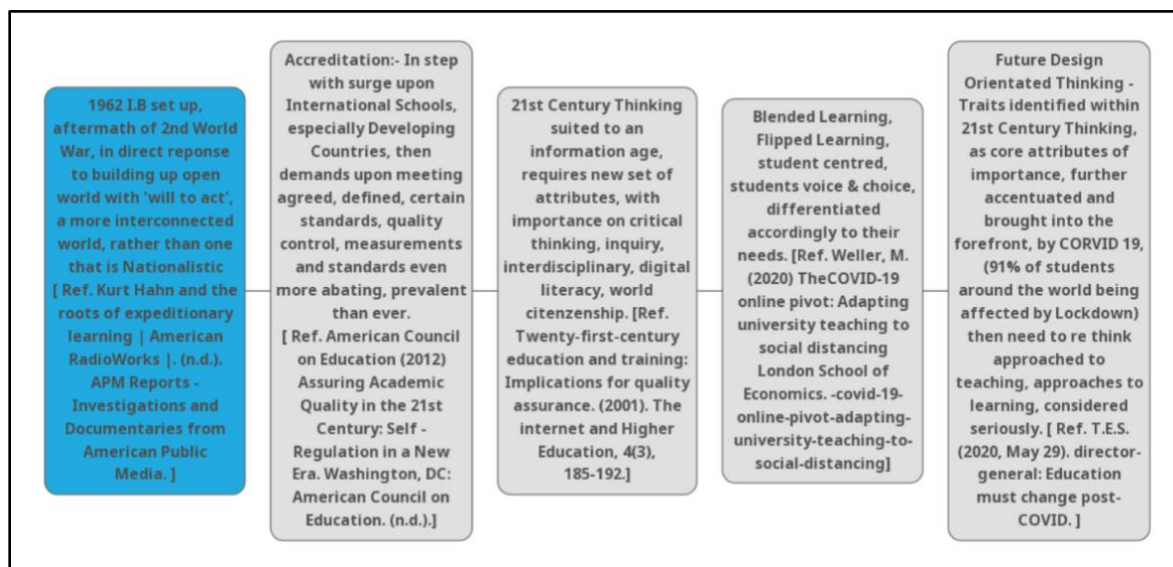 1962 I.B set up,
aftermath of 2nd World
War, in direct reponse
to building up open
world with 'will to act',
a more interconnected
world, rather than one
that is Nationalistic
[ Ref. Kurt Hahn and the
roots of expeditionary
learning | American
RadioWorks |. (n.d.).
APM Reports -
Investigations and
Documentaries from
American Public
Media. ]
Accreditation:- In step
with surge upon
International Schools,
especially Developing
Countries, then
demands upon meeting
agreed, defined, certain
standards, quality
control, measurements
and standards even
more abating, prevalent
than ever.
[ Ref. American Council
on Education (2012)
Assuring Academic
Quality in the 21st
Century: Self -
Regulation in a New
Era. Washington, DC:
American Council on
Education. (n.d.).]
21st Century Thinking
suited to an
information age,
requires new set of
attributes, with
importance on critical
thinking, inquiry,
interdisciplinary, digital
literacy, world
citenzenship. [Ref.
Twenty-first-century
education and training:
Implications for quality
assurance. (2001). The
internet and Higher
Education, 4(3),
185-192.]
Blended Learning,
Flipped Learning,
student centred,
students voice & choice,
differentiated
accordingly to their
needs. [Ref. Weller, M.
(2020) TheCOVID-19
online pivot: Adapting
university teaching to
social distancing
London School of
Economics. -covid-19-
online-pivot-adapting-
university-teaching-to-
social-distancing]
Future Design
Orientated Thinking -
Traits identified within
21st Century Thinking,
as core attributes of
importance, further
accentuated and
brought into the
forefront, by CORVID 19,
(91% of students
around the world being
affected by Lockdown)
then need to re think
approached to
teaching, approaches to
learning, considered
seriously. [ Ref. T.E.S.
(2020, May 29). director-
general: Education
must change post-
COVID. ]